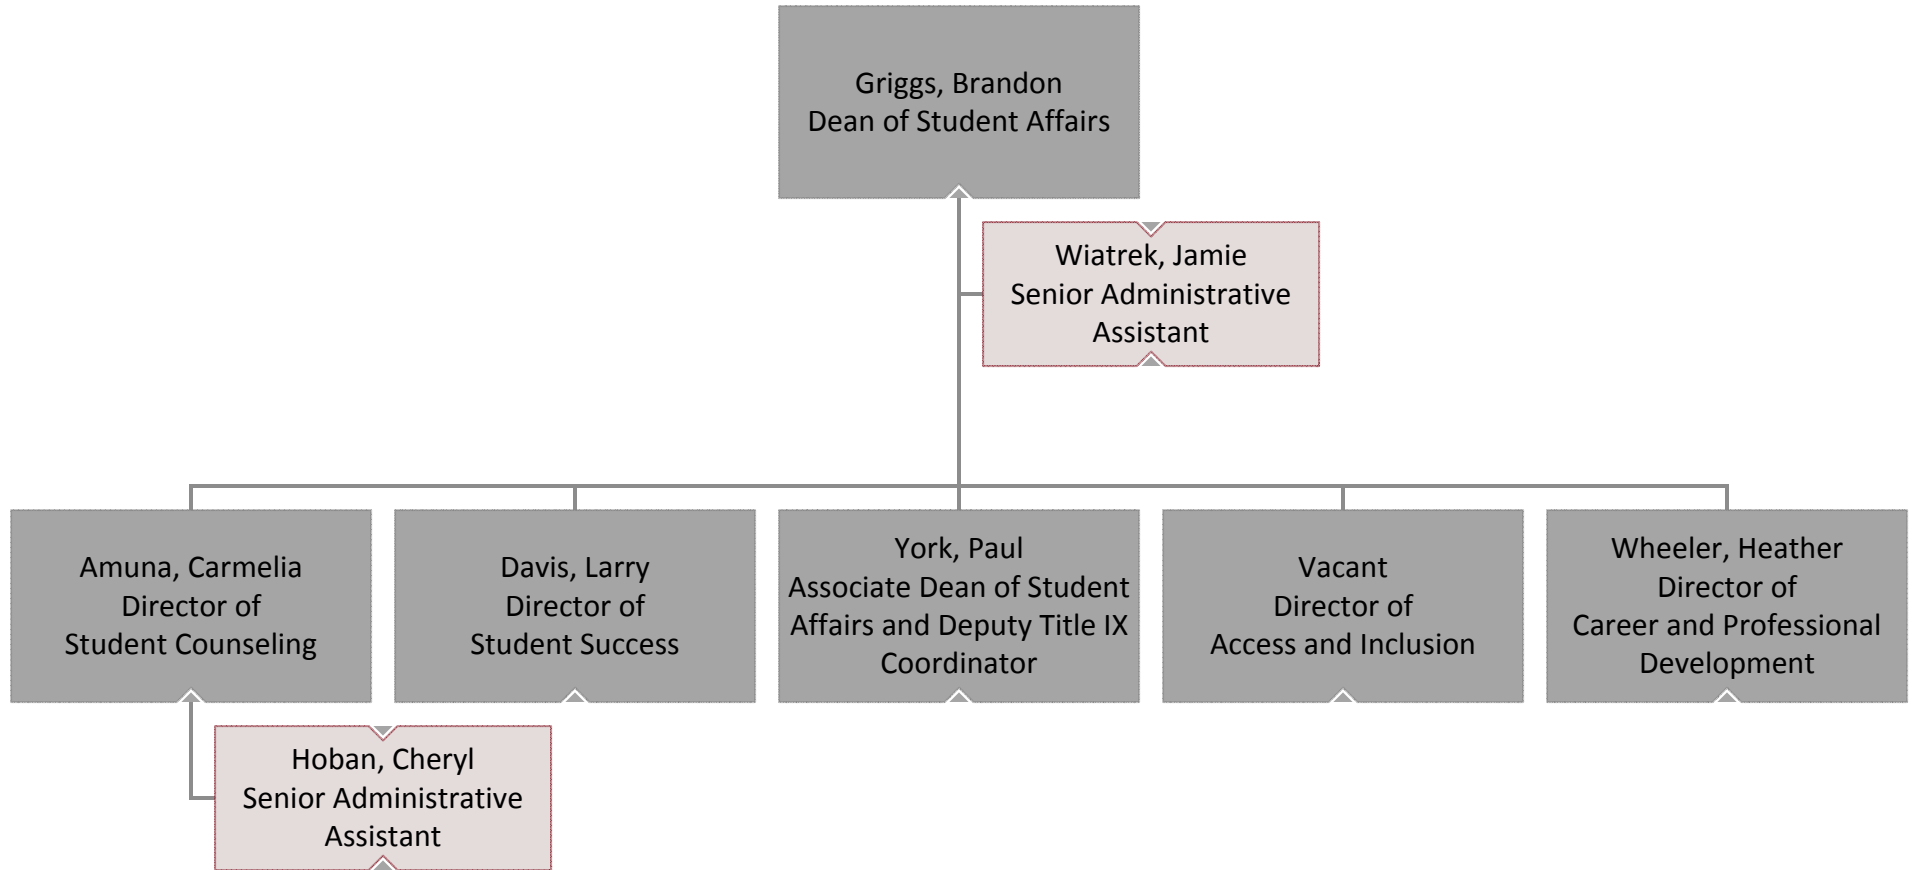 Griggs, Brandon
Dean of Student Affairs
Wiatrek, Jamie
Senior Administrative
Assistant
Amuna, Carmelia
Director of
Student Counseling
Davis, Larry
Director of
Student Success
York, Paul
Associate Dean of Student
Affairs and Deputy Title IX
Coordinator
Vacant
Director of
Access and Inclusion
Wheeler, Heather
Director of
Career and Professional
Development
Hoban, Cheryl
Senior Administrative
Assistant